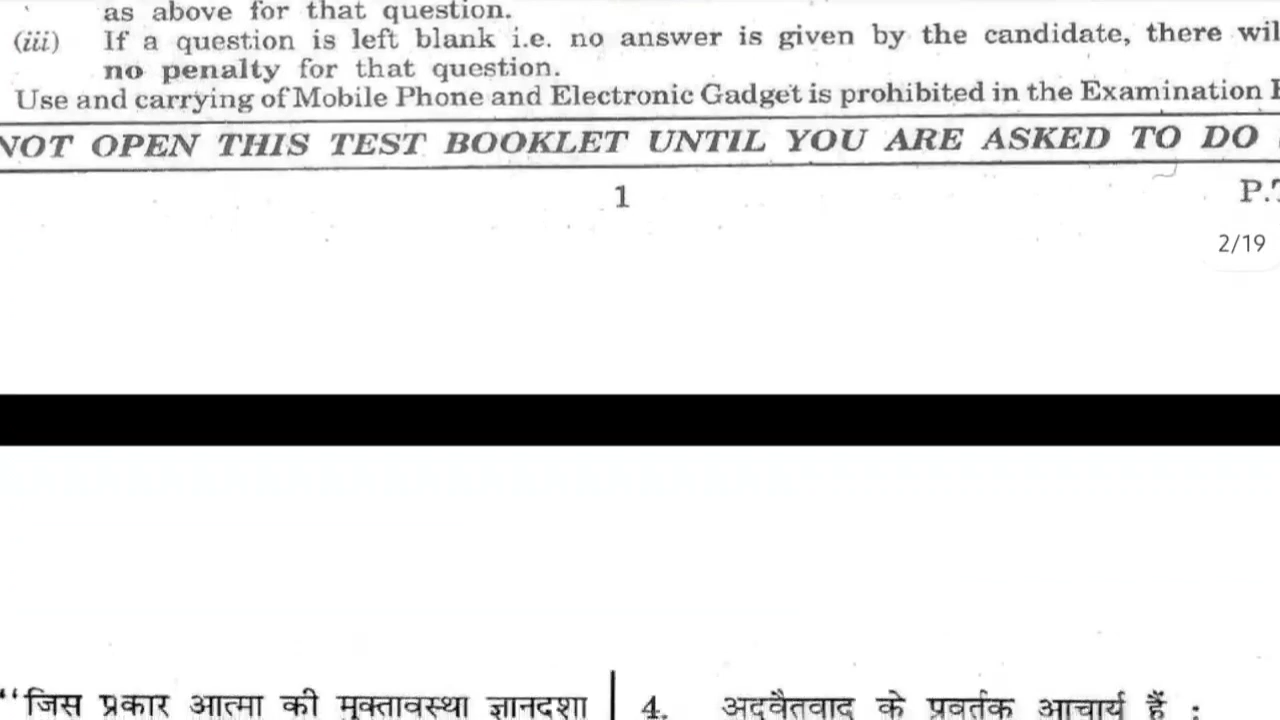 as above for that question.
(iii) If a question is left blank i.e. no answer is given by the candidate, there
no penalty for that question.
Use and carrying of Mobile Phone and Electronic Gadget is prohibited in the Examination
NOT OPEN THIS TEST BOOKLET UNTIL YOU ARE ASKED TO DO
1
2/19
“जिस प्रकार आत्मा की मुक्तावस्था ज्ञानदशा
4. अद्वैतवाद के प्रवर्तक आचार्य हैं :